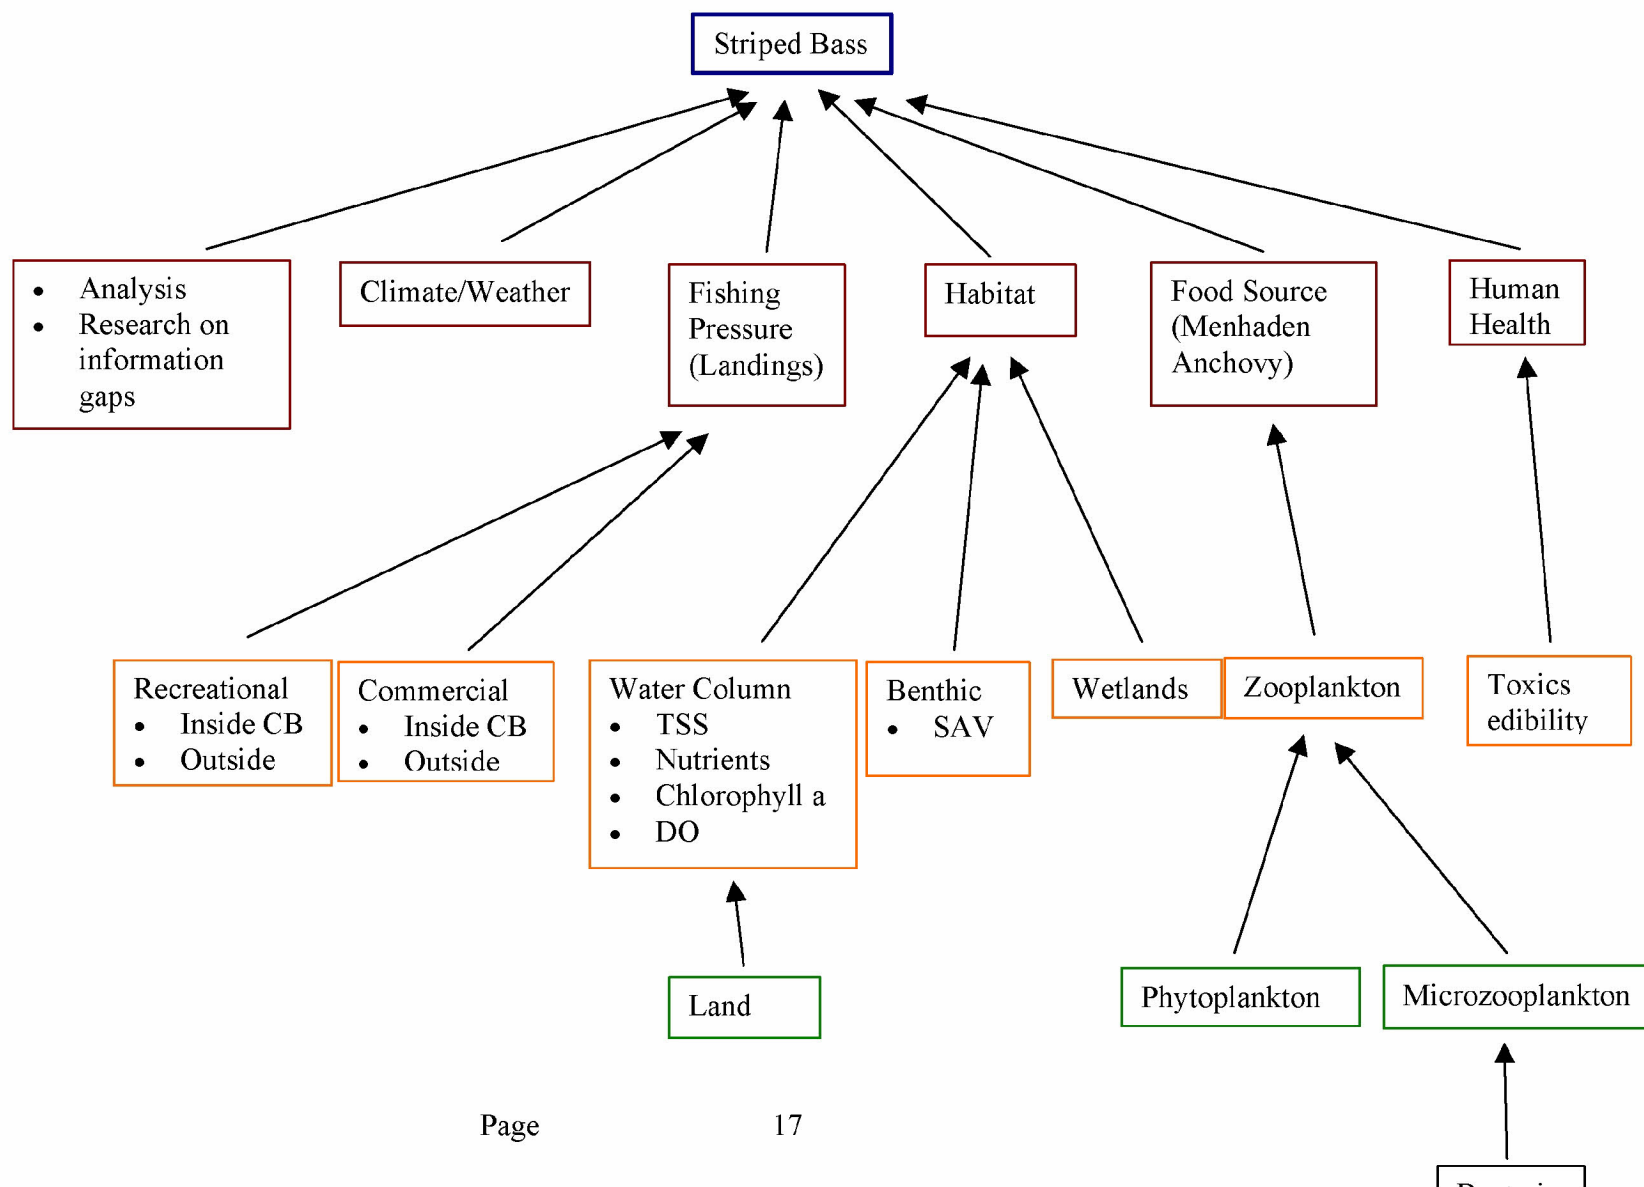 Striped Bass
• Analysis
• Research on
information
gaps
Climate/Weather
Fishing
Pressure
(Landings)
Habitat
Food Source
(Menhaden
Anchovy)
Human
Health
Recreational
• Inside CB
• Outside
Commercial
• Inside CB
• Outside
Water Column
• TSS
• Nutrients
• Chlorophyll a
• DO
Benthic
• SAV
Wetlands
Zooplankton
Toxics
edibility
Land
Phytoplankton
Microzooplankton
Page 17